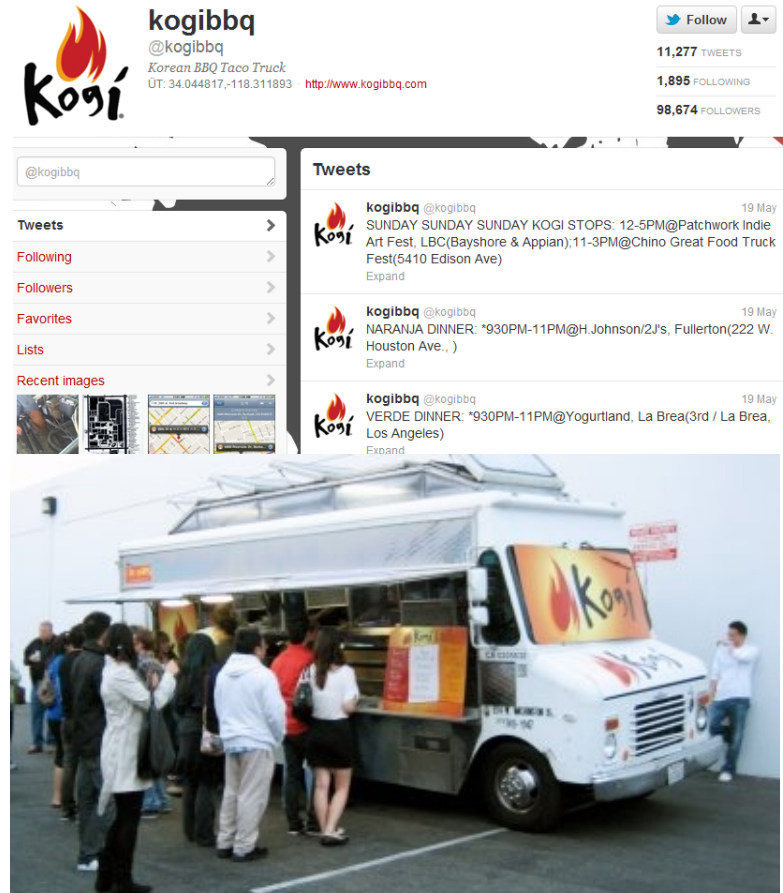 kogibbq
@kogibbq
Korean BBQ Taco Truck
ÜT: 34.044817,-118.311893 · http://www.kogibbq.com
Follow
11,277 TWEETS
1,895 FOLLOWING
98,674 FOLLOWERS
Kogi
@kogibbq
Tweets
Following
Followers
Favorites
Lists
Recent images
Tweets
Kogi
kogibbq @kogibbq 19 May
SUNDAY SUNDAY SUNDAY KOGI STOPS: 12-5PM@Patchwork Indie
Art Fest, LBC(Bayshore & Appian);11-3PM@Chino Great Food Truck
Fest(5410 Edison Ave)
Expand
Kogi
kogibbq @kogibbq 19 May
NARANJA DINNER: *930PM-11PM@H.Johnson/2J's, Fullerton(222 W.
Houston Ave., )
Expand
Kogi
kogibbq @kogibbq 19 May
VERDE DINNER: *930PM-11PM@Yogurtland, La Brea(3rd / La Brea,
Los Angeles)
Expand
Kogi
Kogi
Kogi